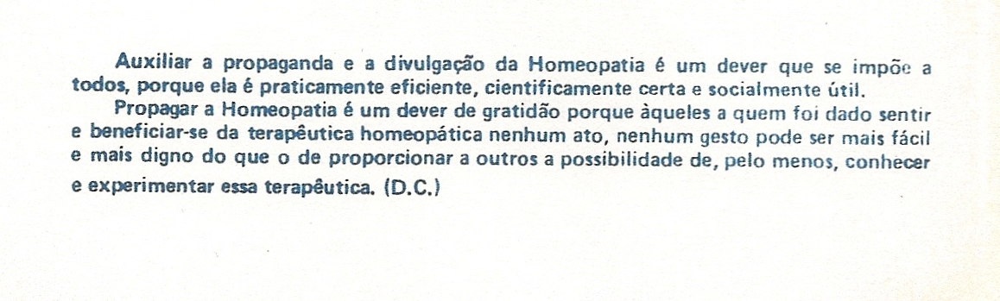 Auxiliar a propaganda e a divulgação da Homeopatia é um dever que se impõe a
todos, porque ela é praticamente eficiente, cientificamente certa e socialmente útil.
Propagar a Homeopatia é um dever de gratidão porque àqueles a quem foi dado sentir
e beneficiar-se da terapêutica homeopática nenhum ato, nenhum gesto pode ser mais fácil
e mais digno do que o de proporcionar a outros a possibilidade de, pelo menos, conhecer
e experimentar essa terapêutica. (D.C.)